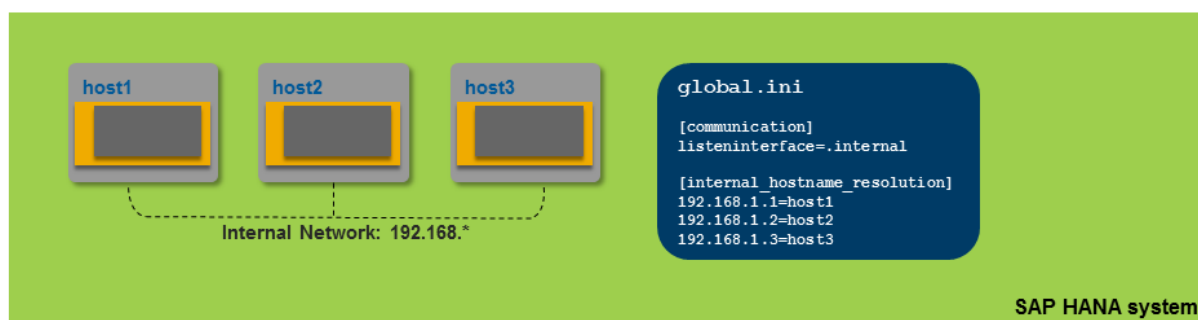 host1
host2
host3
Internal Network: 192.168.*
global.ini
[communication]
listeninterface=.internal
[internal_hostname_resolution]
192.168.1.1=host1
192.168.1.2=host2
192.168.1.3=host3
SAP HANA system